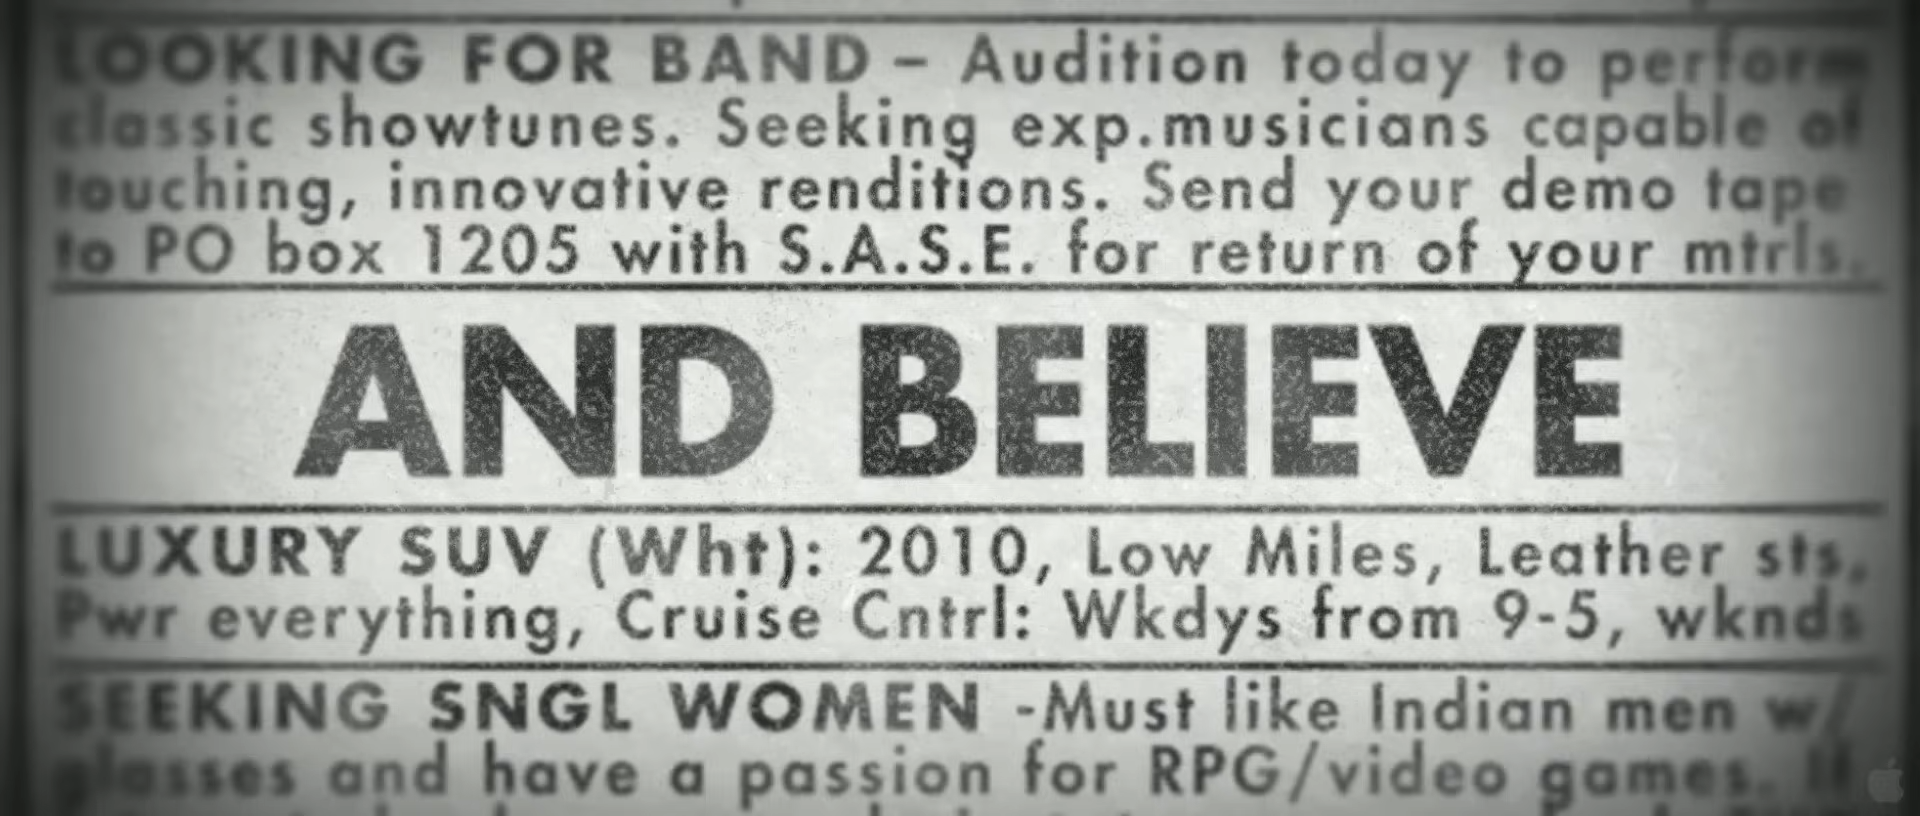 LOOKING FOR BAND – Audition today to perform
classic showtunes. Seeking exp.musicians capable of
touching, innovative renditions. Send your demo tape
to PO box 1205 with S.A.S.E. for return of your mtrls.
AND BELIEVE
LUXURY SUV (Wht): 2010, Low Miles, Leather sts,
Pwr everything, Cruise Cntrl: Wkdys from 9-5, wknds
SEEKING SNGL WOMEN -Must like Indian men w/
glasses and have a passion for RPG/video games. If